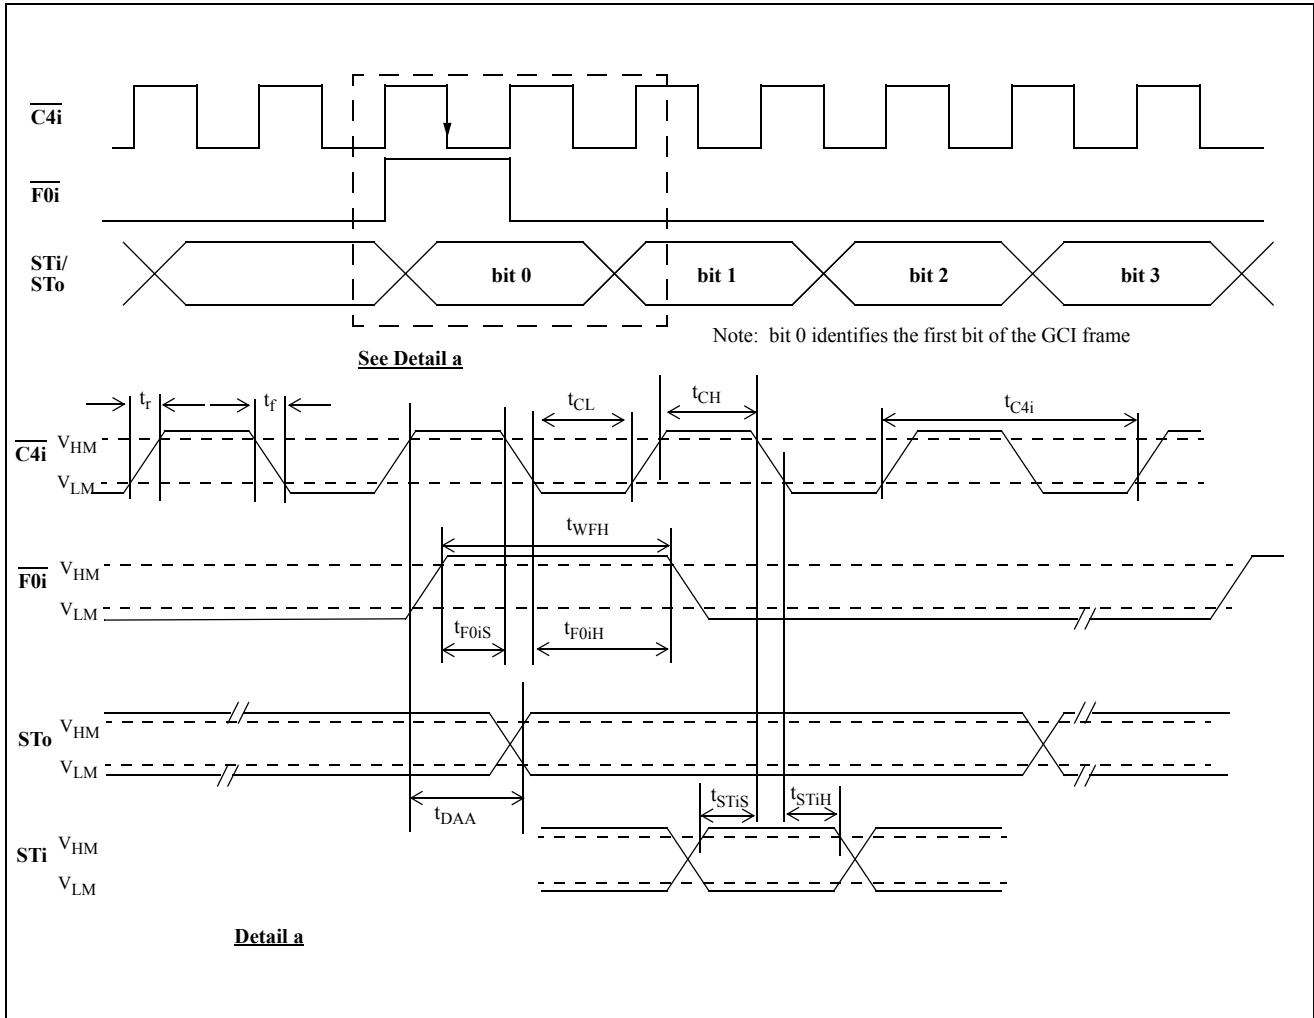 C4i
F0i
STi/
STo
bit 0 bit 1 bit 2 bit 3
Note: bit 0 identifies the first bit of the GCI frame
See Detail a
tr tf tCL tCH tC4i
C4i VHM
VLM
tWFH
F0i VHM
VLM
tF0iS tF0iH
STo VHM
VLM
tDAA tSTiS tSTiH
STi VHM
VLM
Detail a